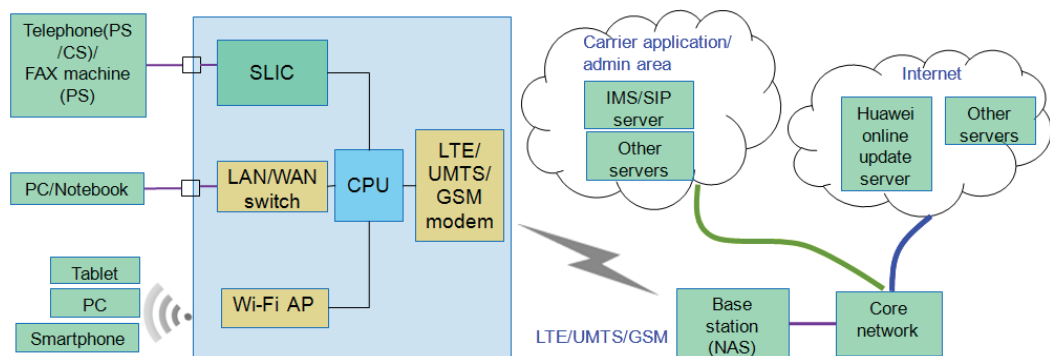 Telephone(PS
/CS)/
FAX machine
(PS)
SLIC
PC/Notebook
LAN/WAN
switch
CPU
LTE/
UMTS/
GSM
modem
Tablet
PC
Smartphone
Wi-Fi AP
Carrier application/
admin area
IMS/SIP
server
Other
servers
Internet
Huawei
online
update
server
Other
servers
LTE/UMTS/GSM
Base
station
(NAS)
Core
network